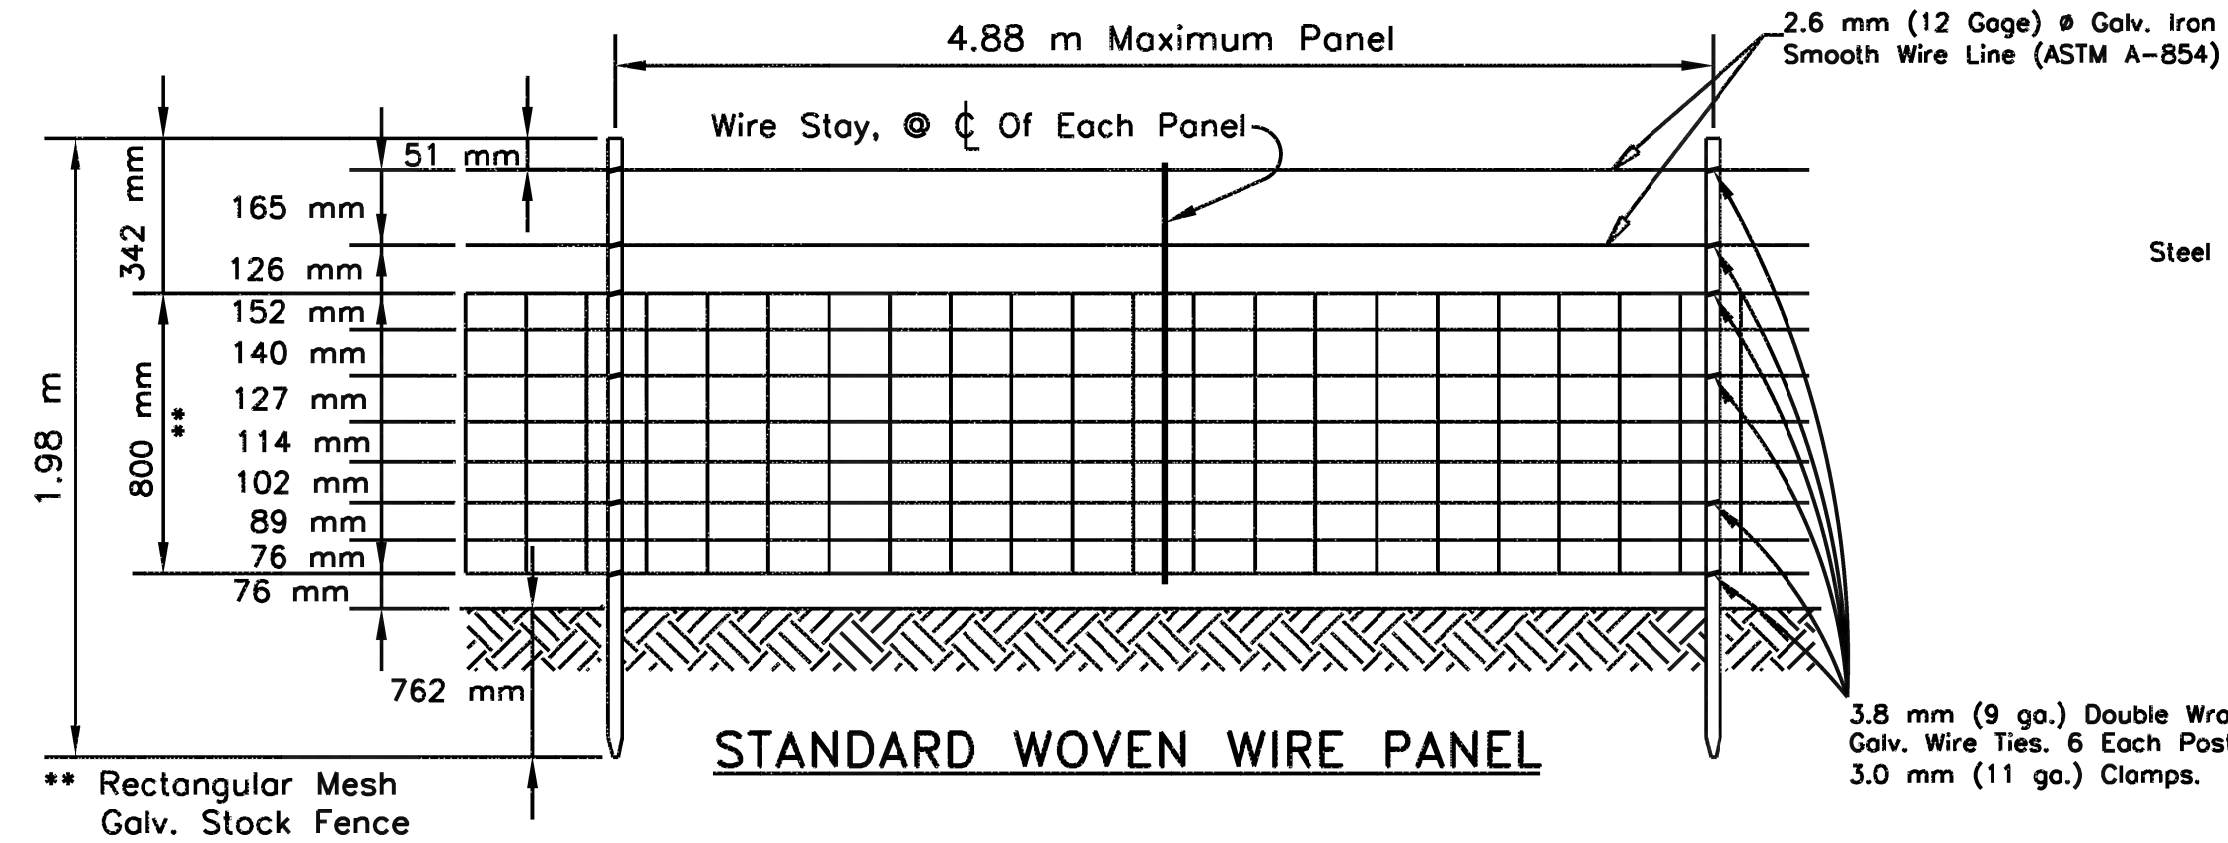 4.88 m Maximum Panel
2.6 mm (12 Gage) ø Galv. Iron
Smooth Wire Line (ASTM A-854)
Wire Stay, @ ℄ Of Each Panel
51 mm
342 mm
165 mm
126 mm
Steel
152 mm
140 mm
127 mm
114 mm
102 mm
89 mm
76 mm
76 mm
800 mm
**
1.98 m
762 mm
STANDARD WOVEN WIRE PANEL
3.8 mm (9 ga.) Double Wra
Galv. Wire Ties. 6 Each Post
3.0 mm (11 ga.) Clamps.
** Rectangular Mesh
Galv. Stock Fence